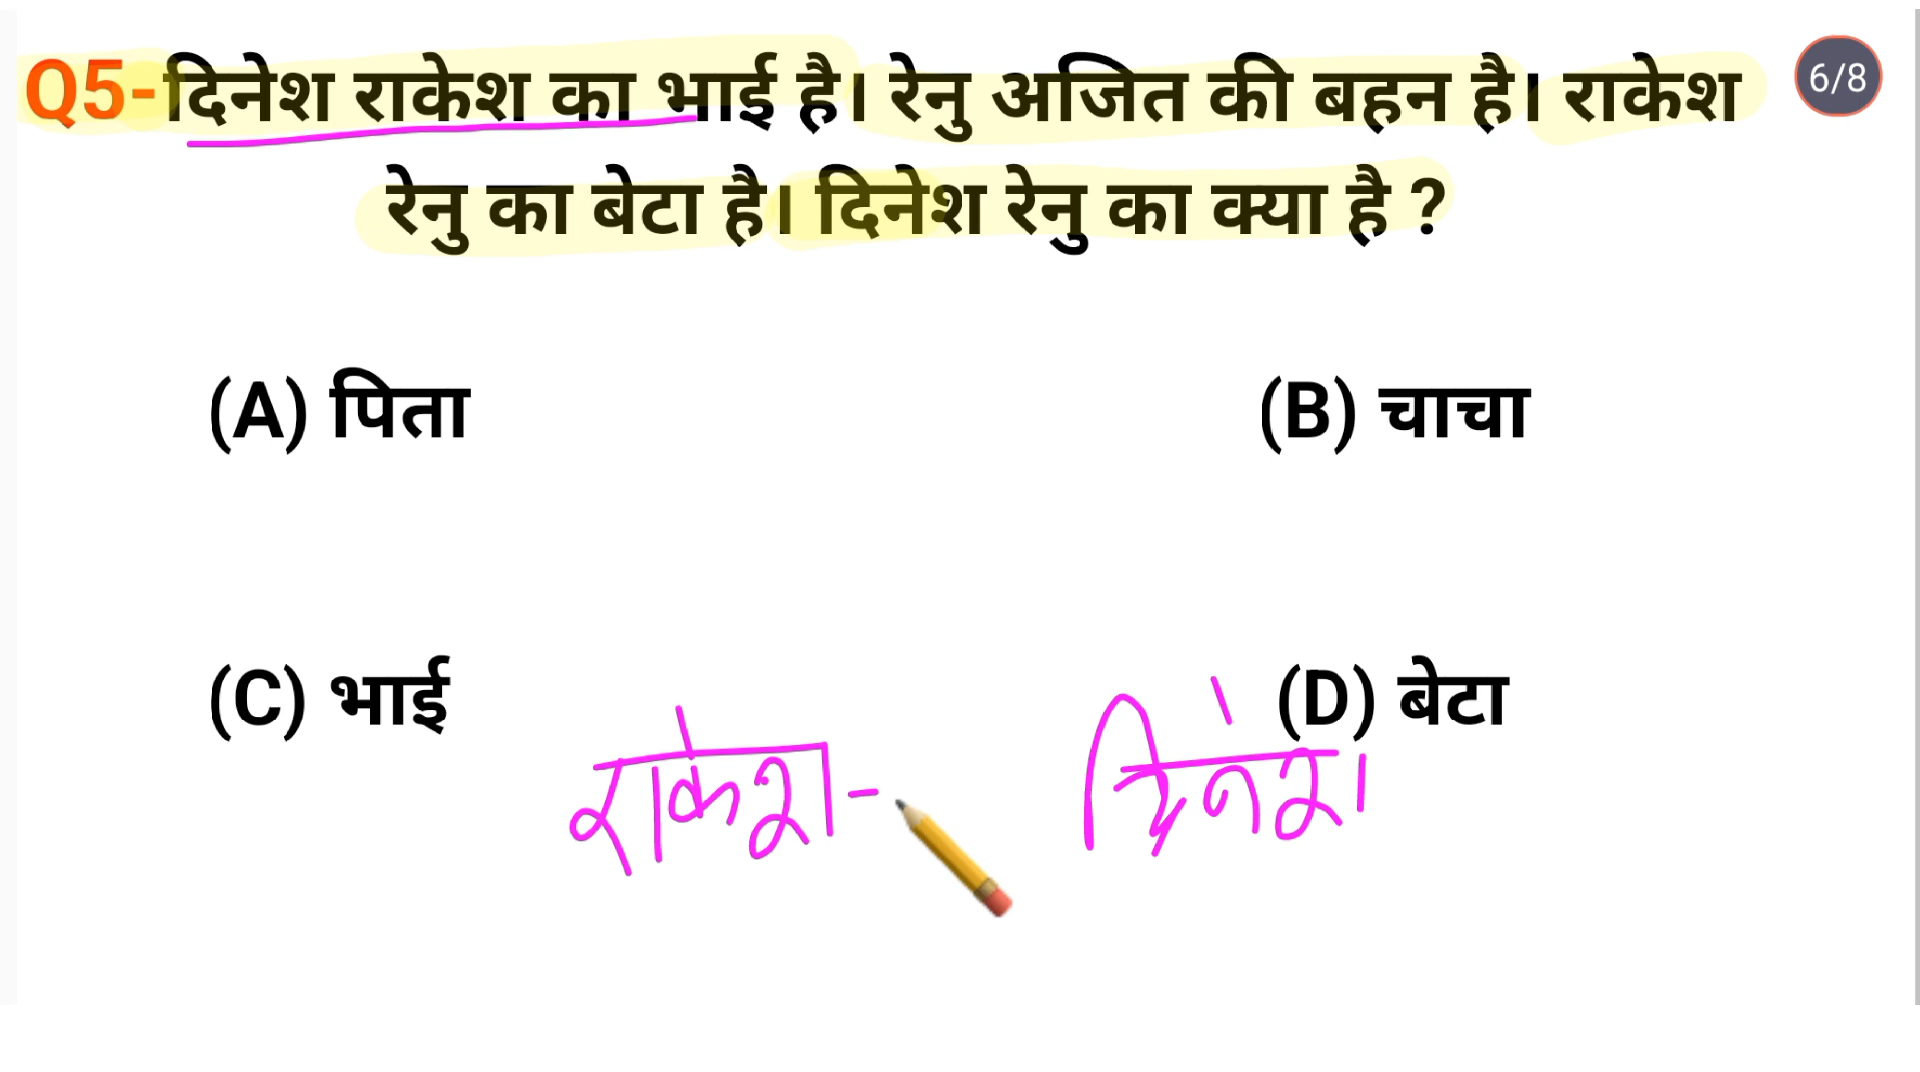 Q5-दिनेश राकेश का भाई है। रेनु अजित की बहन है। राकेश
रेनु का बेटा है। दिनेश रेनु का क्या है ?
6/8
(A) पिता
(B) चाचा
(C) भाई
(D) बेटा
राकेश- दिनेश